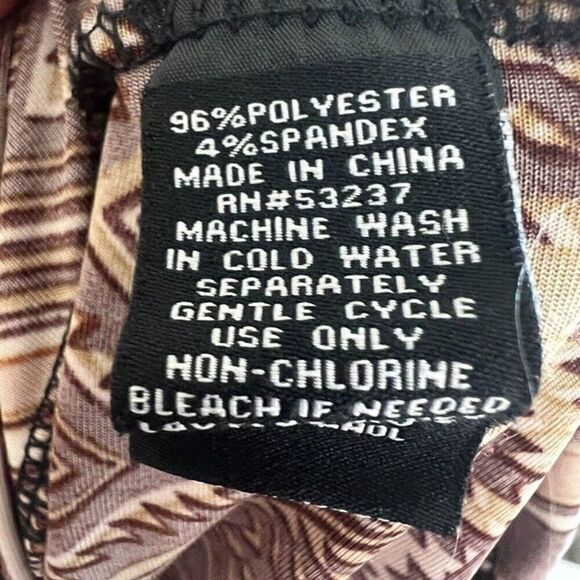 96%POLYESTER
4%SPANDEX
MADE IN CHINA
RN#53237
MACHINE WASH
IN COLD WATER
SEPARATELY
GENTLE CYCLE
USE ONLY
NON-CHLORINE
BLEACH IF NEEDED